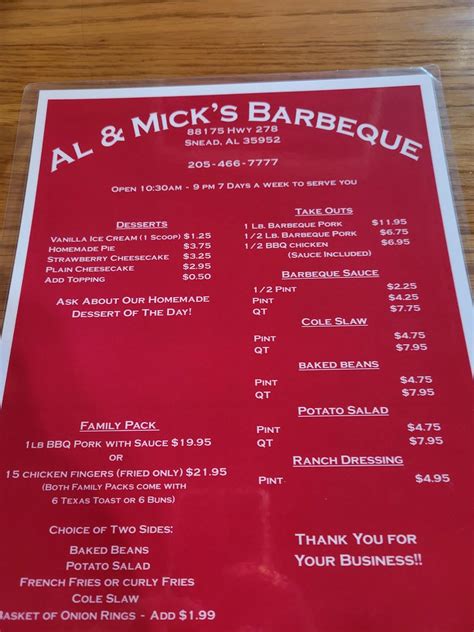 AL & MICK'S BARBEQUE
88175 HWY 278
SNEAD, AL 35952
205-466-7777
OPEN 10:30AM - 9 PM 7 DAYS A WEEK TO SERVE YOU
DESSERTS
VANILLA ICE CREAM (1 SCOOP) $1.25
HOMEMADE PIE $3.75
STRAWBERRY CHEESECAKE $3.25
PLAIN CHEESECAKE $2.95
ADD TOPPING $0.50
ASK ABOUT OUR HOMEMADE
DESSERT OF THE DAY!
FAMILY PACK
1LB BBQ PORK WITH SAUCE $19.95
OR
15 CHICKEN FINGERS (FRIED ONLY) $21.95
(BOTH FAMILY PACKS COME WITH
6 TEXAS TOAST OR 6 BUNS)
CHOICE OF TWO SIDES:
BAKED BEANS
POTATO SALAD
FRENCH FRIES OR CURLY FRIES
COLE SLAW
BASKET OF ONION RINGS - ADD $1.99
TAKE OUTS
1 LB. BARBEQUE PORK $11.95
1/2 LB. BARBEQUE PORK $6.75
1/2 BBQ CHICKEN $6.95
(SAUCE INCLUDED)
BARBEQUE SAUCE
1/2 PINT $2.25
PINT $4.25
QT $7.75
COLE SLAW
PINT $4.75
QT $7.95
BAKED BEANS
PINT $4.75
QT $7.95
POTATO SALAD
PINT $4.75
QT $7.95
RANCH DRESSING
PINT $4.95
THANK YOU FOR
YOUR BUSINESS!!